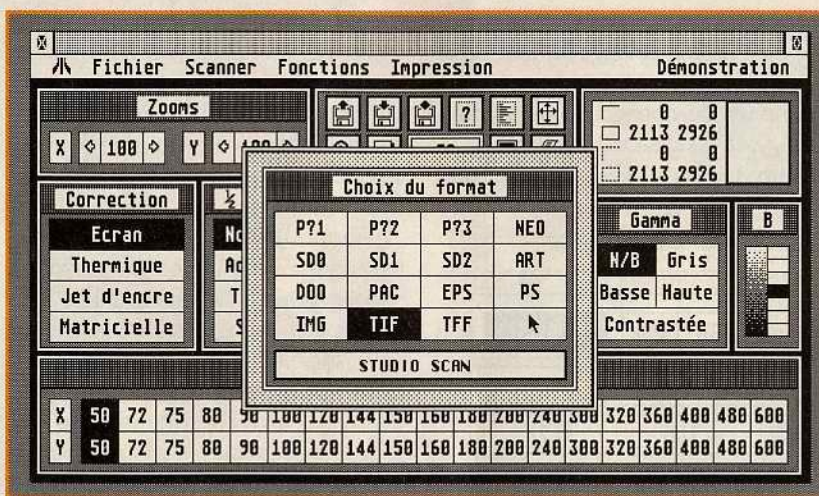 Fichier Scanner Fonctions Impression Démonstration
Zooms
X 100 Y
0 0
2113 2926
0 0
2113 2926
Choix du format
P?1 P?2 P?3 NEO
SD0 SD1 SD2 ART
DOO PAC EPS PS
IMG TIF TFF
STUDIO SCAN
Correction
Ecran
Thermique
Jet d'encre
Matricielle
½
Gamma
N/B Gris
Basse Haute
Contrastée
B
X 50 72 75 80 90 100 120 144 150 160 180 200 240 300 320 360 400 480 600
Y 50 72 75 80 90 100 120 144 150 160 180 200 240 300 320 360 400 480 600